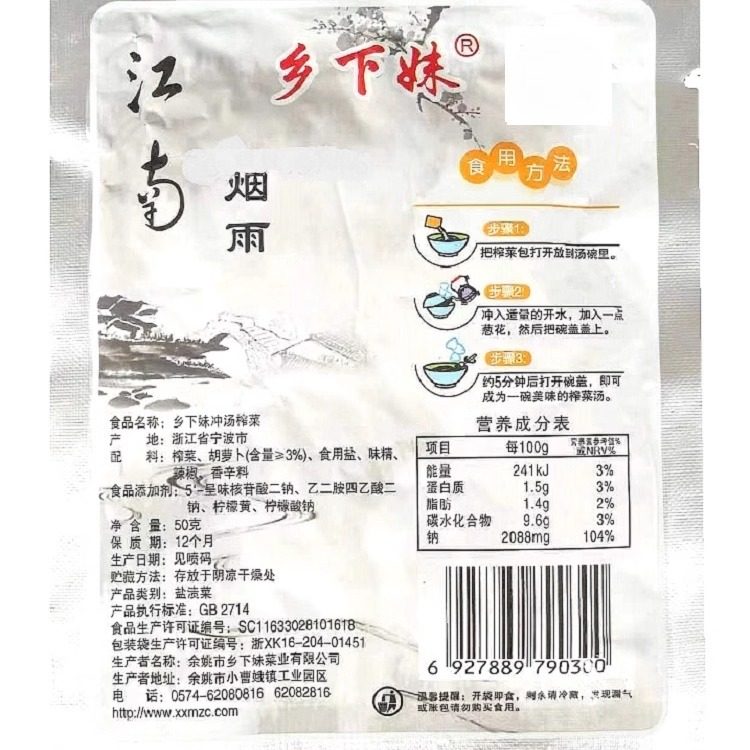 江南
烟雨
乡下妹®
食用方法
步骤1:
把榨菜包打开放到汤碗里。
步骤2:
冲入适量的开水，加入一点
葱花，然后把碗盖盖上。
步骤3:
约5分钟后打开碗盖，即可
成为一碗美味的榨菜汤。
食品名称：乡下妹冲汤榨菜
产 地：浙江省宁波市
配 料：榨菜、胡萝卜(含量≥3%)、食用盐、味精、
辣椒、香辛料
食品添加剂：5'-呈味核苷酸二钠、乙二胺四乙酸二
钠、柠檬黄、柠檬酸钠
净 含 量：50克
保 质 期：12个月
生产日期：见喷码
贮藏方法：存放于阴凉干燥处
产品类别：盐渍菜
产品执行标准：GB 2714
食品生产许可证编号：SC11633028101618
包装袋生产许可证编号：浙XK16-204-01451
生产者名称：余姚市乡下妹菜业有限公司
生产者地址：余姚市小曹娥镇工业园区
电 话：0574-62080816 62082816
http://www.xxmzc.com
营养成分表
项目 每100g 营养素参考值% 或NRV%
能量 241kJ 3%
蛋白质 1.5g 3%
脂肪 1.4g 2%
碳水化合物 9.6g 3%
钠 2088mg 104%
6 927889 790300
温馨提醒：开袋即食，剩余请冷藏，发现漏气
或胀包请勿购买食用。